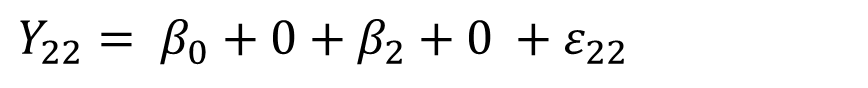 Y₂₂ = β₀ + 0 + β₂ + 0 + ε₂₂